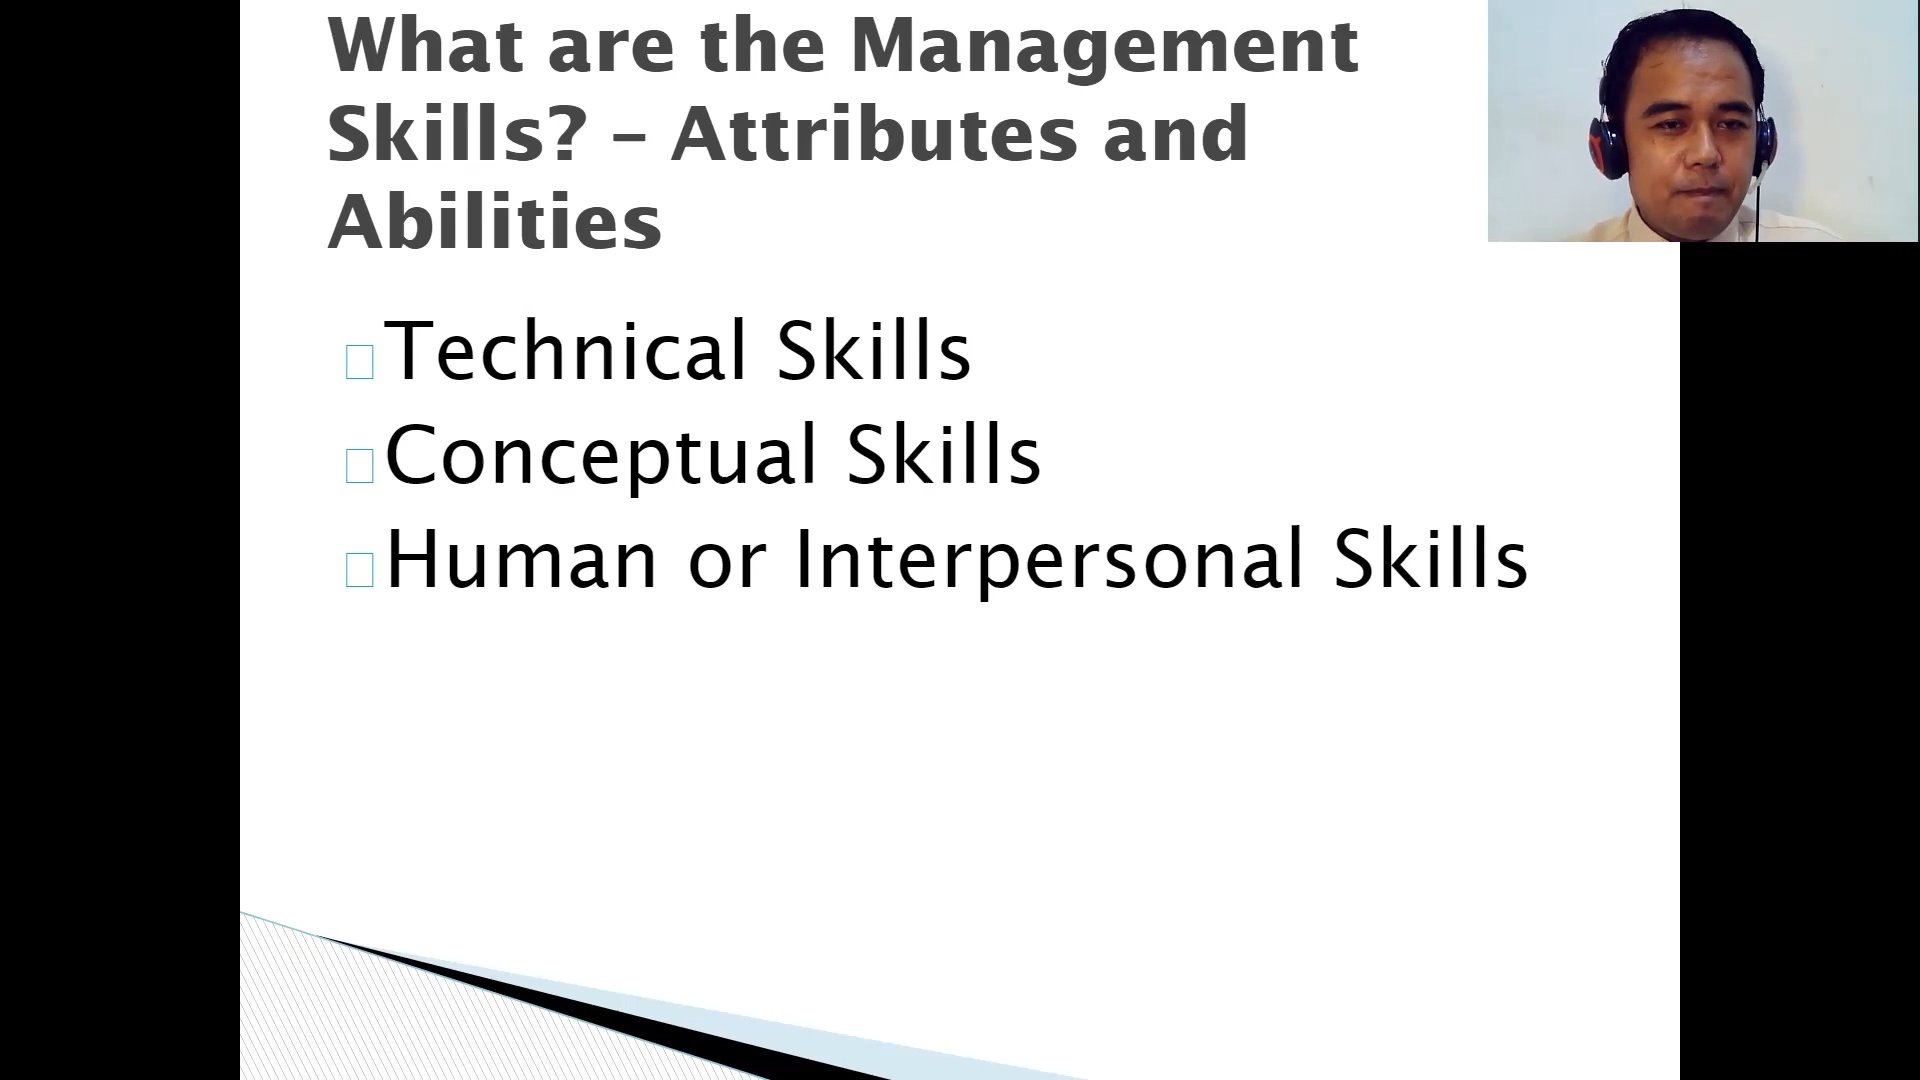 What are the Management
Skills? – Attributes and
Abilities
Technical Skills
Conceptual Skills
Human or Interpersonal Skills